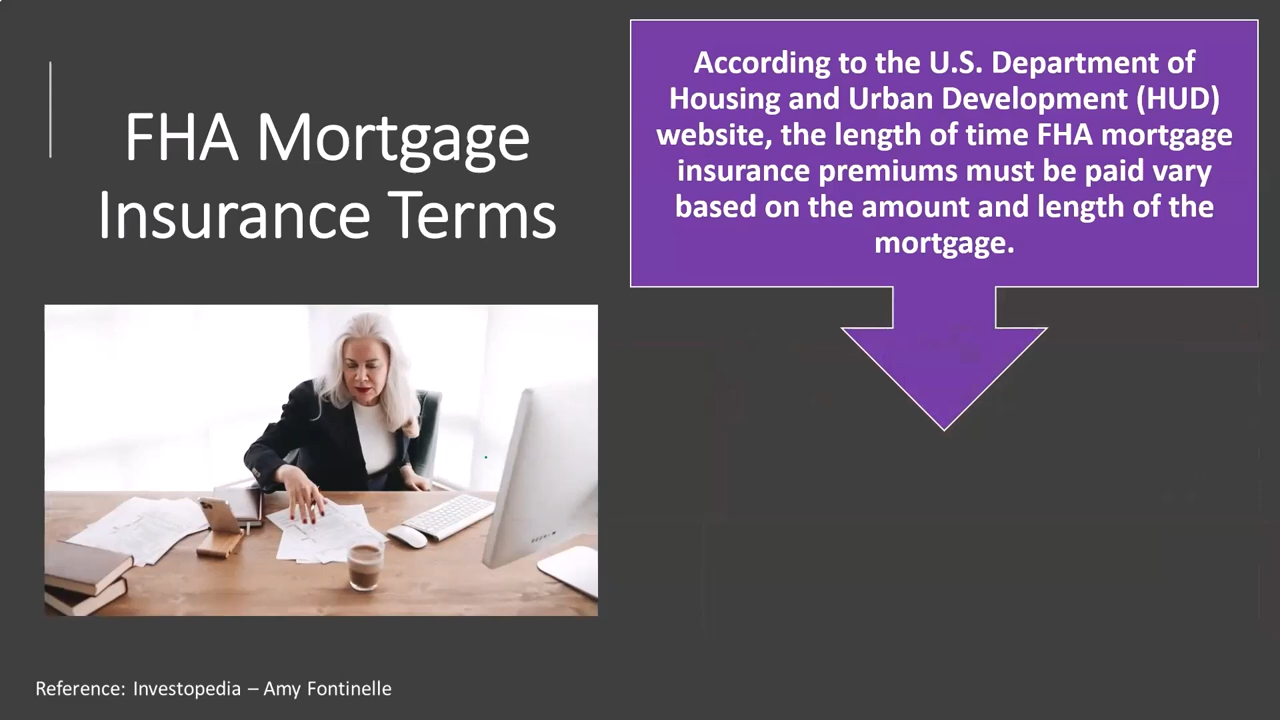 FHA Mortgage
Insurance Terms
According to the U.S. Department of
Housing and Urban Development (HUD)
website, the length of time FHA mortgage
insurance premiums must be paid vary
based on the amount and length of the
mortgage.
Reference: Investopedia – Amy Fontinelle